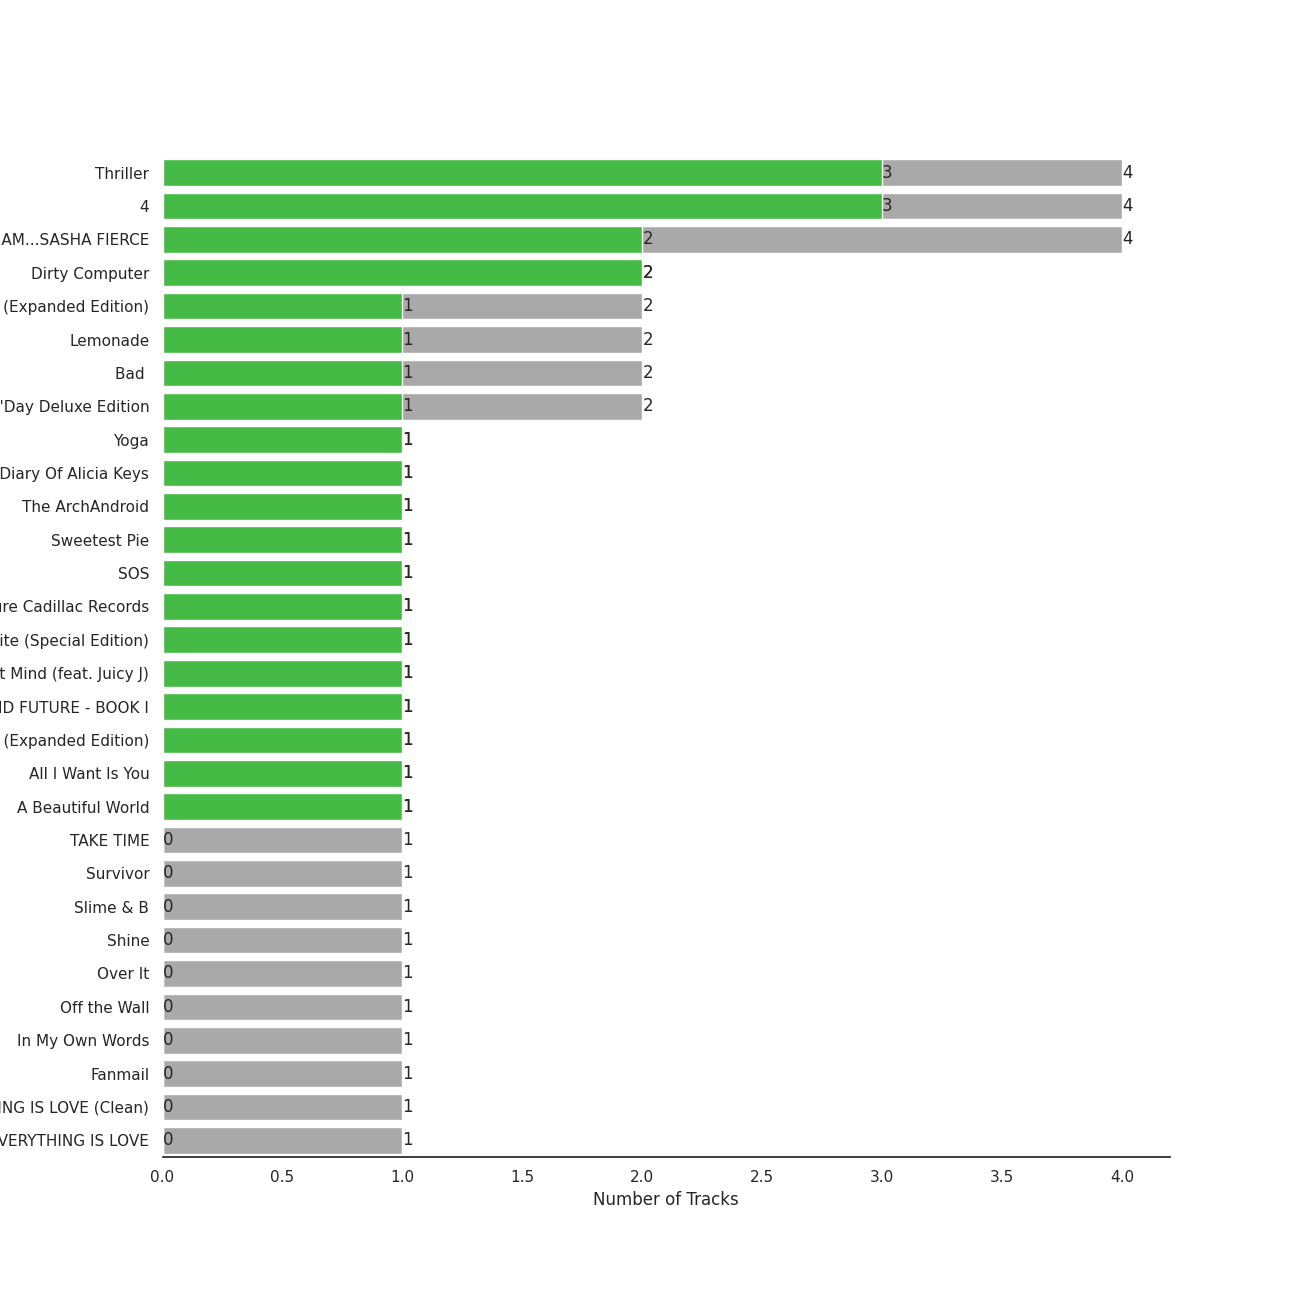 Thriller 3 4
4 3 4
AM...SASHA FIERCE 2 4
Dirty Computer 2
(Expanded Edition) 1 2
Lemonade 1 2
Bad 1 2
'Day Deluxe Edition 1 2
Yoga 1
Diary Of Alicia Keys 1
The ArchAndroid 1
Sweetest Pie 1
SOS 1
ure Cadillac Records 1
ite (Special Edition) 1
t Mind (feat. Juicy J) 1
ND FUTURE - BOOK I 1
(Expanded Edition) 1
All I Want Is You 1
A Beautiful World 1
TAKE TIME 0 1
Survivor 0 1
Slime & B 0 1
Shine 0 1
Over It 0 1
Off the Wall 0 1
In My Own Words 0 1
Fanmail 0 1
ING IS LOVE (Clean) 0 1
VERYTHING IS LOVE 0 1
0.0 0.5 1.0 1.5 2.0 2.5 3.0 3.5 4.0
Number of Tracks